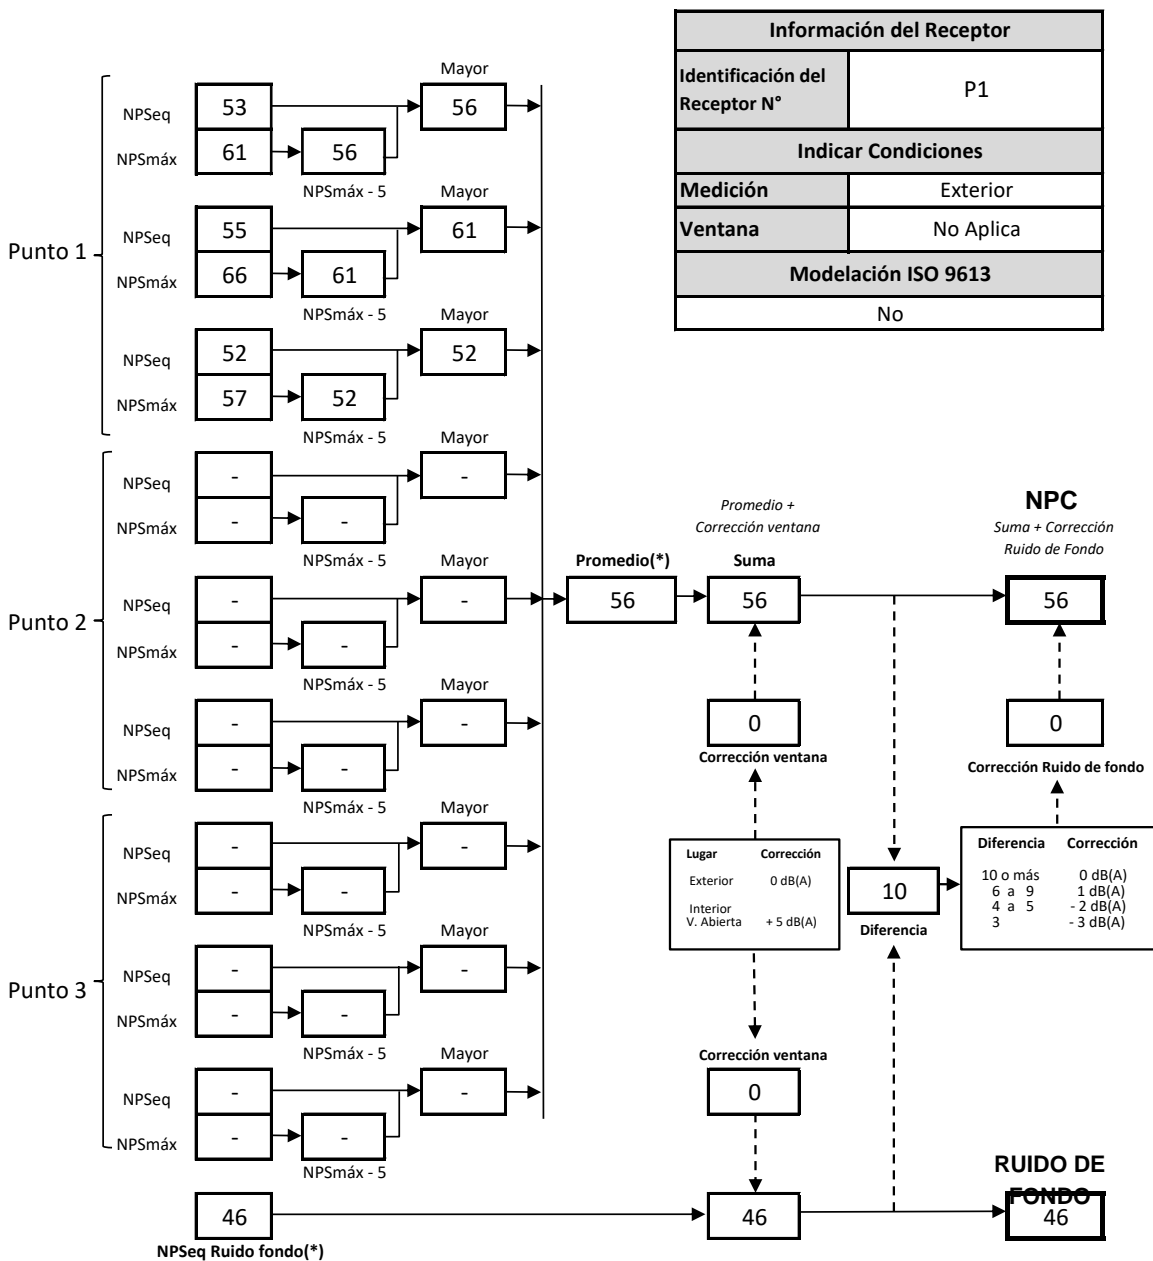 Información del Receptor
Identificación del Receptor N°
P1
Indicar Condiciones
Medición
Exterior
Ventana
No Aplica
Modelación ISO 9613
No
Punto 1
Mayor
NPSeq
53
56
NPSmáx
61
56
NPSmáx - 5
Mayor
NPSeq
55
61
NPSmáx
66
61
NPSmáx - 5
Mayor
NPSeq
52
52
NPSmáx
57
52
NPSmáx - 5
Punto 2
Mayor
NPSeq
-
-
NPSmáx
-
-
NPSmáx - 5
Mayor
NPSeq
-
-
NPSmáx
-
-
NPSmáx - 5
Mayor
NPSeq
-
-
NPSmáx
-
-
NPSmáx - 5
Punto 3
Mayor
NPSeq
-
-
NPSmáx
-
-
NPSmáx - 5
Mayor
NPSeq
-
-
NPSmáx
-
-
NPSmáx - 5
Mayor
NPSeq
-
-
NPSmáx
-
-
NPSmáx - 5
46
NPSeq Ruido fondo(*)
Promedio(*)
56
Promedio +
Corrección ventana
Suma
56
0
Corrección ventana
Lugar Corrección
Exterior 0 dB(A)
Interior
V. Abierta + 5 dB(A)
Corrección ventana
0
46
10
Diferencia
NPC
Suma + Corrección
Ruido de Fondo
56
0
Corrección Ruido de fondo
Diferencia Corrección
10 o más 0 dB(A)
6 a 9 1 dB(A)
4 a 5 - 2 dB(A)
3 - 3 dB(A)
RUIDO DE
FONDO
46